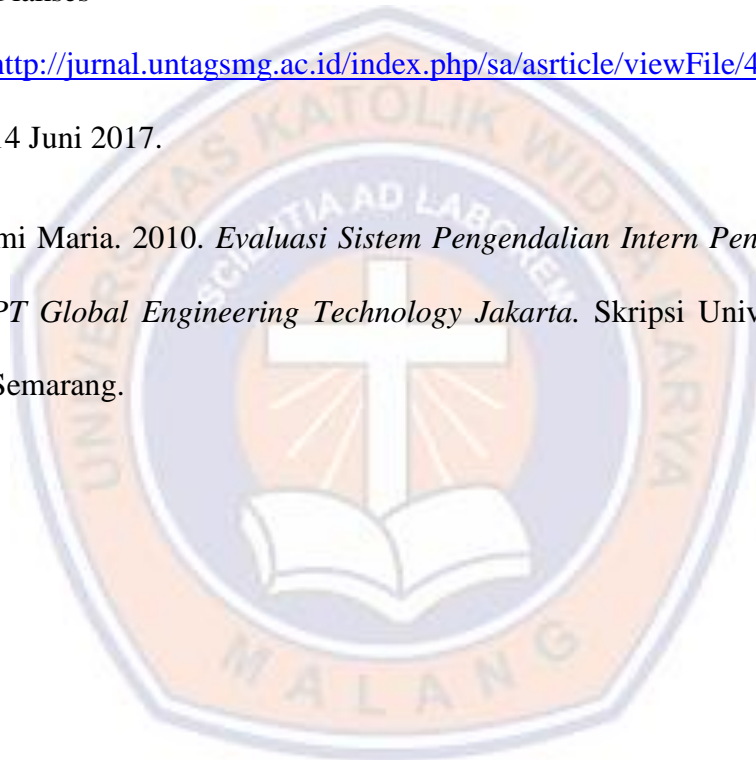 http://jurnal.untagsmg.ac.id/index.php/sa/asrticle/viewFile/4
14 Juni 2017.
mi Maria. 2010. Evaluasi Sistem Pengendalian Intern Pen
PT Global Engineering Technology Jakarta. Skripsi Univ
Semarang.
UNIVERSITAS KATOLIK WIDYA KARYA
SCIENTIA AD LABOREM
MALANG